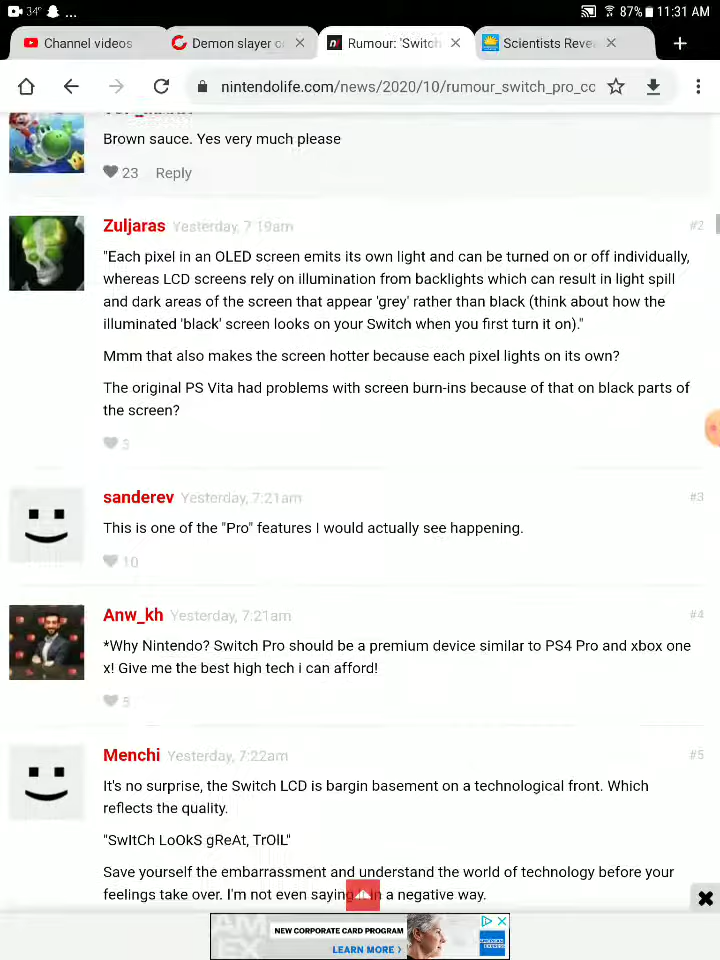 34° ... 87% 11:31 AM
Channel videos
Demon slayer or
Rumour: 'Switch
Scientists Reve
nintendolife.com/news/2020/10/rumour_switch_pro_cc
Brown sauce. Yes very much please
23 Reply
Zuljaras Yesterday, 7:19am #2
"Each pixel in an OLED screen emits its own light and can be turned on or off individually,
whereas LCD screens rely on illumination from backlights which can result in light spill
and dark areas of the screen that appear 'grey' rather than black (think about how the
illuminated 'black' screen looks on your Switch when you first turn it on)."
Mmm that also makes the screen hotter because each pixel lights on its own?
The original PS Vita had problems with screen burn-ins because of that on black parts of
the screen?
3
sanderev Yesterday, 7:21am #3
This is one of the "Pro" features I would actually see happening.
10
Anw_kh Yesterday, 7:21am #4
*Why Nintendo? Switch Pro should be a premium device similar to PS4 Pro and xbox one
x! Give me the best high tech i can afford!
5
Menchi Yesterday, 7:22am #5
It's no surprise, the Switch LCD is bargin basement on a technological front. Which
reflects the quality.
"SwItCh LoOkS gReAt, TrOlL"
Save yourself the embarrassment and understand the world of technology before your
feelings take over. I'm not even saying in a negative way.
AM
EX
NEW CORPORATE CARD PROGRAM
LEARN MORE >